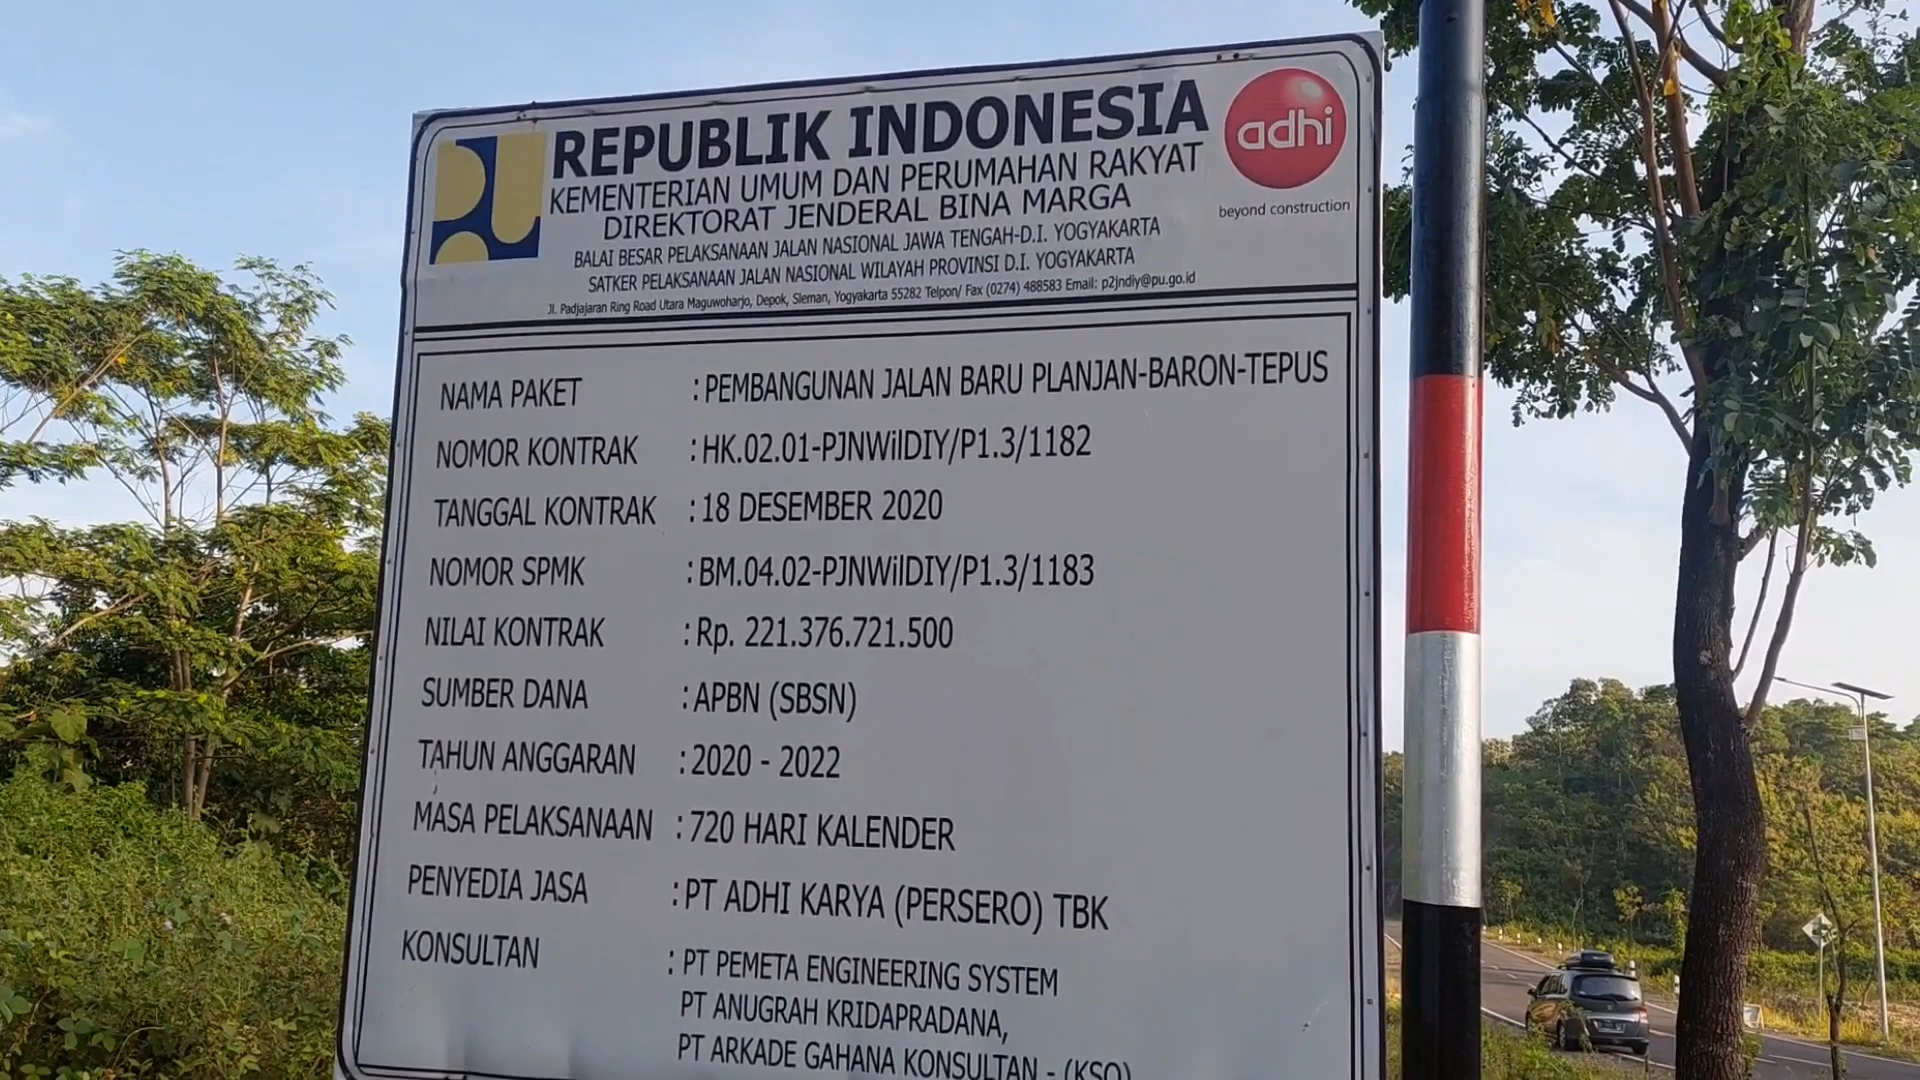 REPUBLIK INDONESIA
KEMENTERIAN UMUM DAN PERUMAHAN RAKYAT
DIREKTORAT JENDERAL BINA MARGA
BALAI BESAR PELAKSANAAN JALAN NASIONAL JAWA TENGAH-D.I. YOGYAKARTA
SATKER PELAKSANAAN JALAN NASIONAL WILAYAH PROVINSI D.I. YOGYAKARTA
Jl. Padjajaran Ring Road Utara Maguwoharjo, Depok, Sleman, Yogyakarta 55282 Telpon/ Fax (0274) 488583 Email: p2jndiy@pu.go.id
adhi
beyond construction
NAMA PAKET : PEMBANGUNAN JALAN BARU PLANJAN-BARON-TEPUS
NOMOR KONTRAK : HK.02.01-PJNWilDIY/P1.3/1182
TANGGAL KONTRAK : 18 DESEMBER 2020
NOMOR SPMK : BM.04.02-PJNWilDIY/P1.3/1183
NILAI KONTRAK : Rp. 221.376.721.500
SUMBER DANA : APBN (SBSN)
TAHUN ANGGARAN : 2020 - 2022
MASA PELAKSANAAN : 720 HARI KALENDER
PENYEDIA JASA : PT ADHI KARYA (PERSERO) TBK
KONSULTAN : PT PEMETA ENGINEERING SYSTEM
PT ANUGRAH KRIDAPRADANA,
PT ARKADE GAHANA KONSULTAN - (KSO)